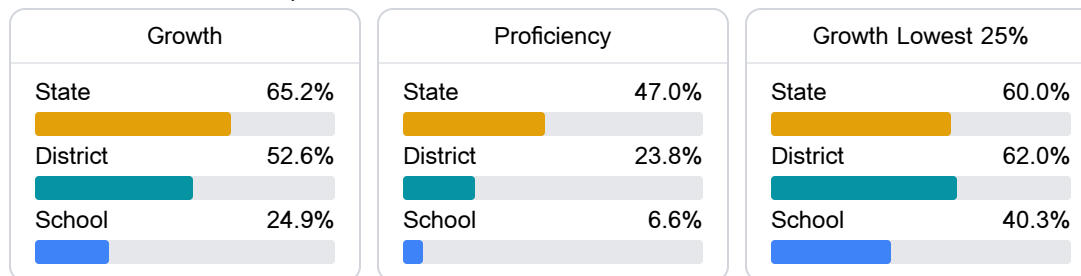 Growth
State 65.2%
District 52.6%
School 24.9%
Proficiency
State 47.0%
District 23.8%
School 6.6%
Growth Lowest 25%
State 60.0%
District 62.0%
School 40.3%